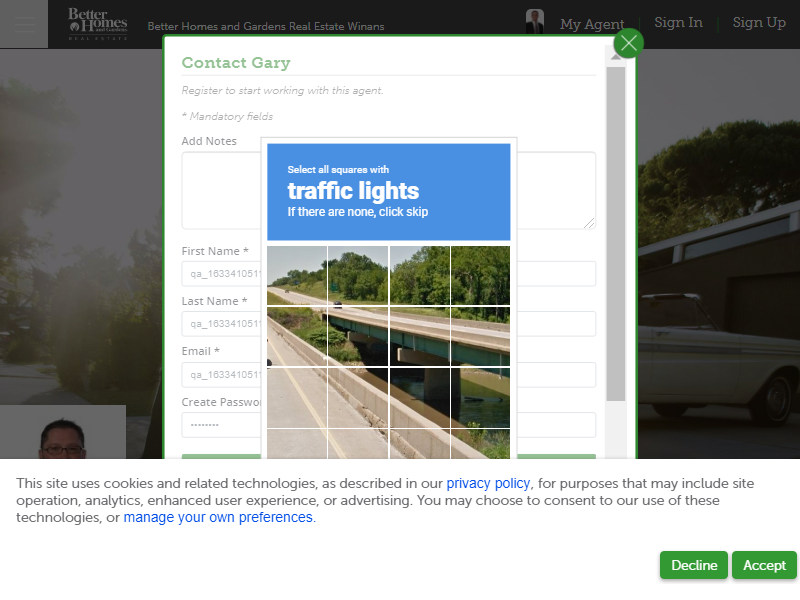 Better
Homes
and Gardens
REAL ESTATE
Better Homes and Gardens Real Estate Winans
My Agent
Sign In
Sign Up
Contact Gary
Register to start working with this agent.
* Mandatory fields
Add Notes
Select all squares with
traffic lights
If there are none, click skip
First Name *
qa_163341051
Last Name *
qa_163341051
Email *
qa_163341051
Create Passwo
This site uses cookies and related technologies, as described in our privacy policy, for purposes that may include site
operation, analytics, enhanced user experience, or advertising. You may choose to consent to our use of these
technologies, or manage your own preferences.
Decline
Accept